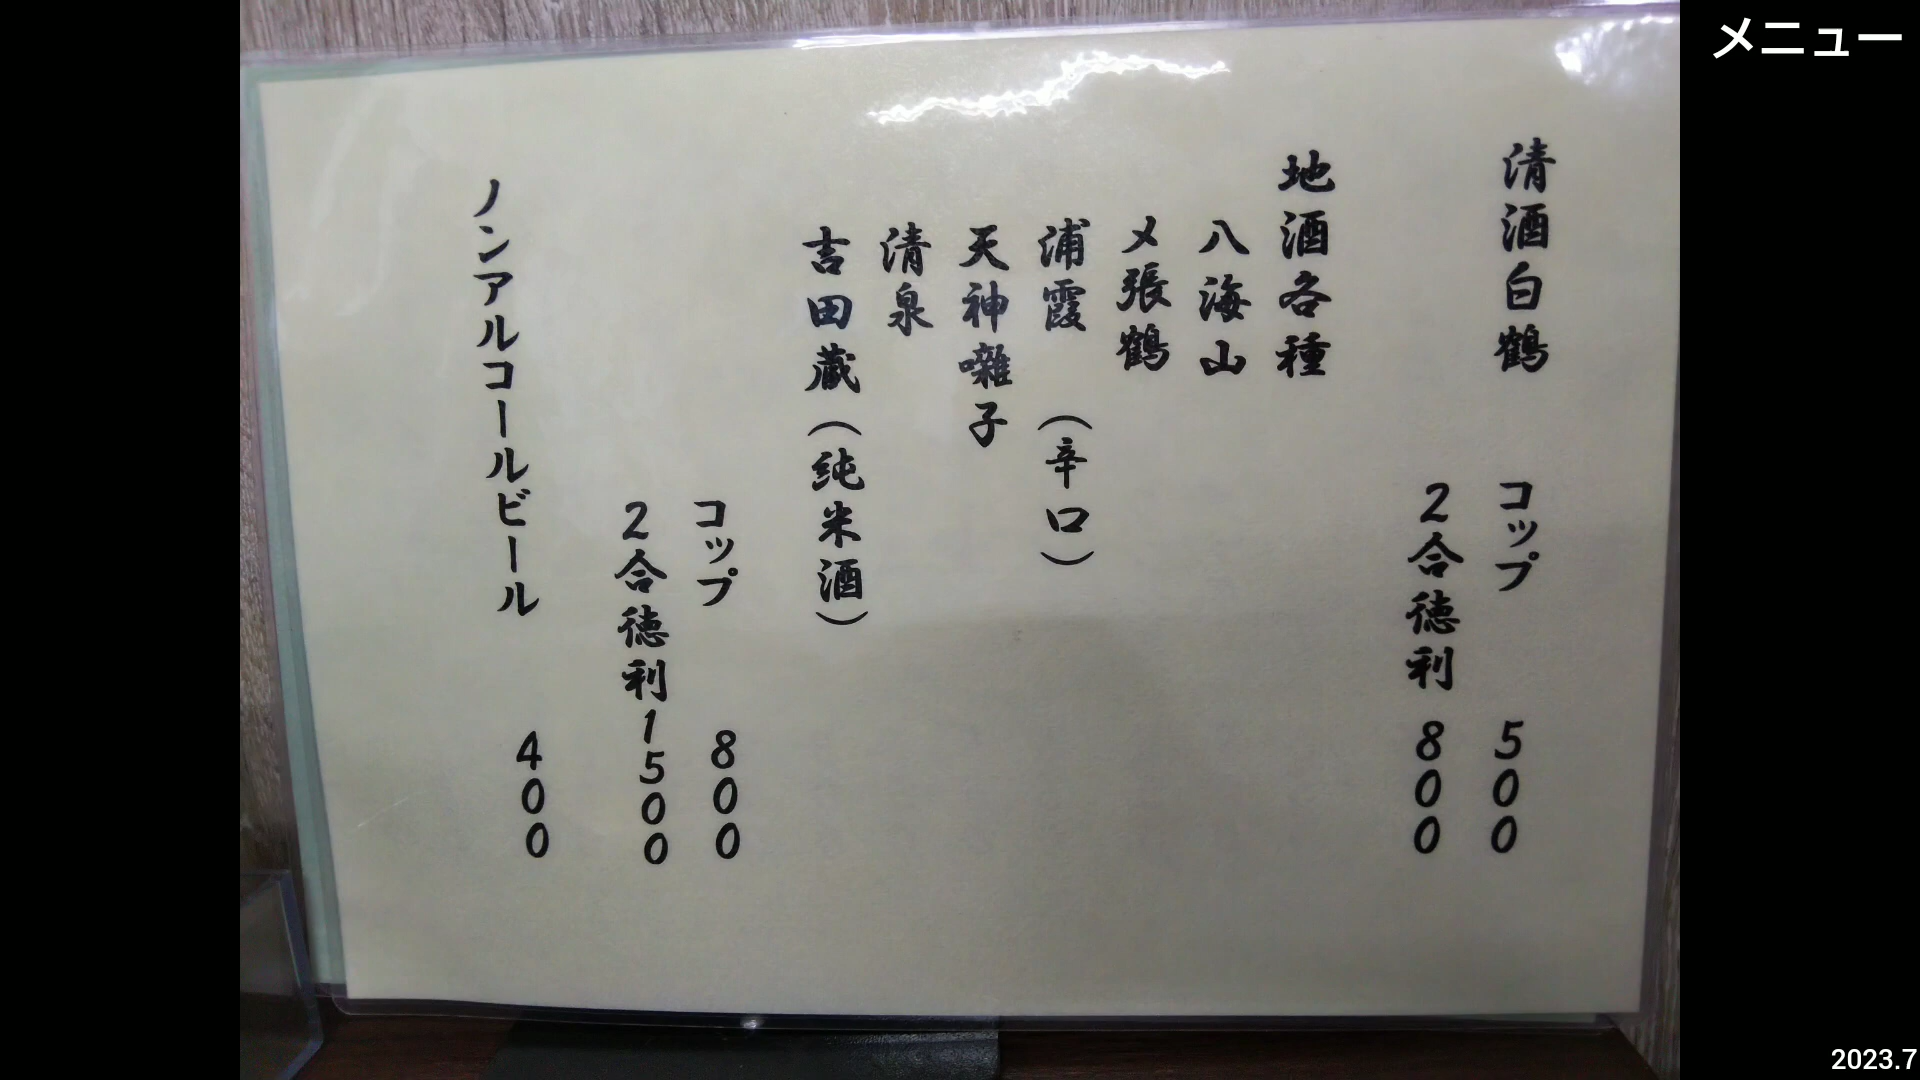 メニュー
清酒白鶴 コップ 500
2合徳利 800
地酒各種
八海山
〆張鶴
浦霞 (辛口)
天神囃子
清泉
吉田蔵(純米酒)
コップ 800
2合徳利 1500
ノンアルコールビール 400
2023.7